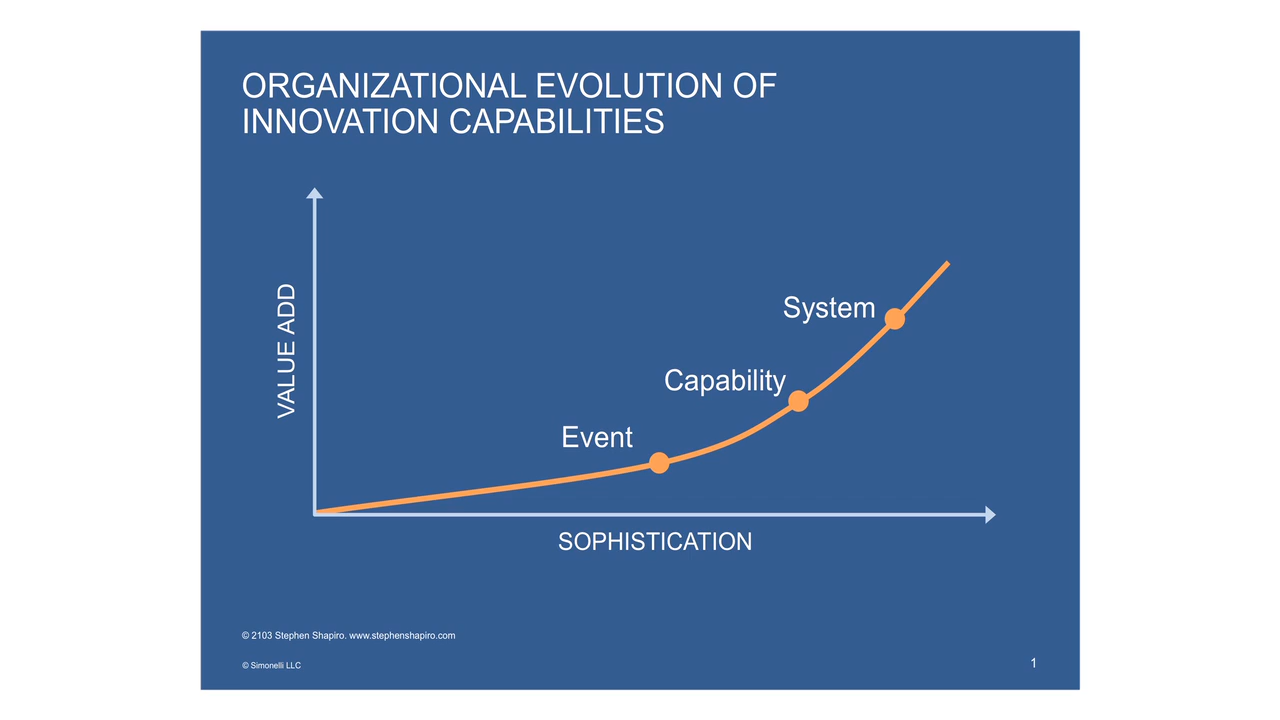 ORGANIZATIONAL EVOLUTION OF
INNOVATION CAPABILITIES
VALUE ADD
System
Capability
Event
SOPHISTICATION
© 2103 Stephen Shapiro. www.stephenshapiro.com
© Simonelli LLC
1